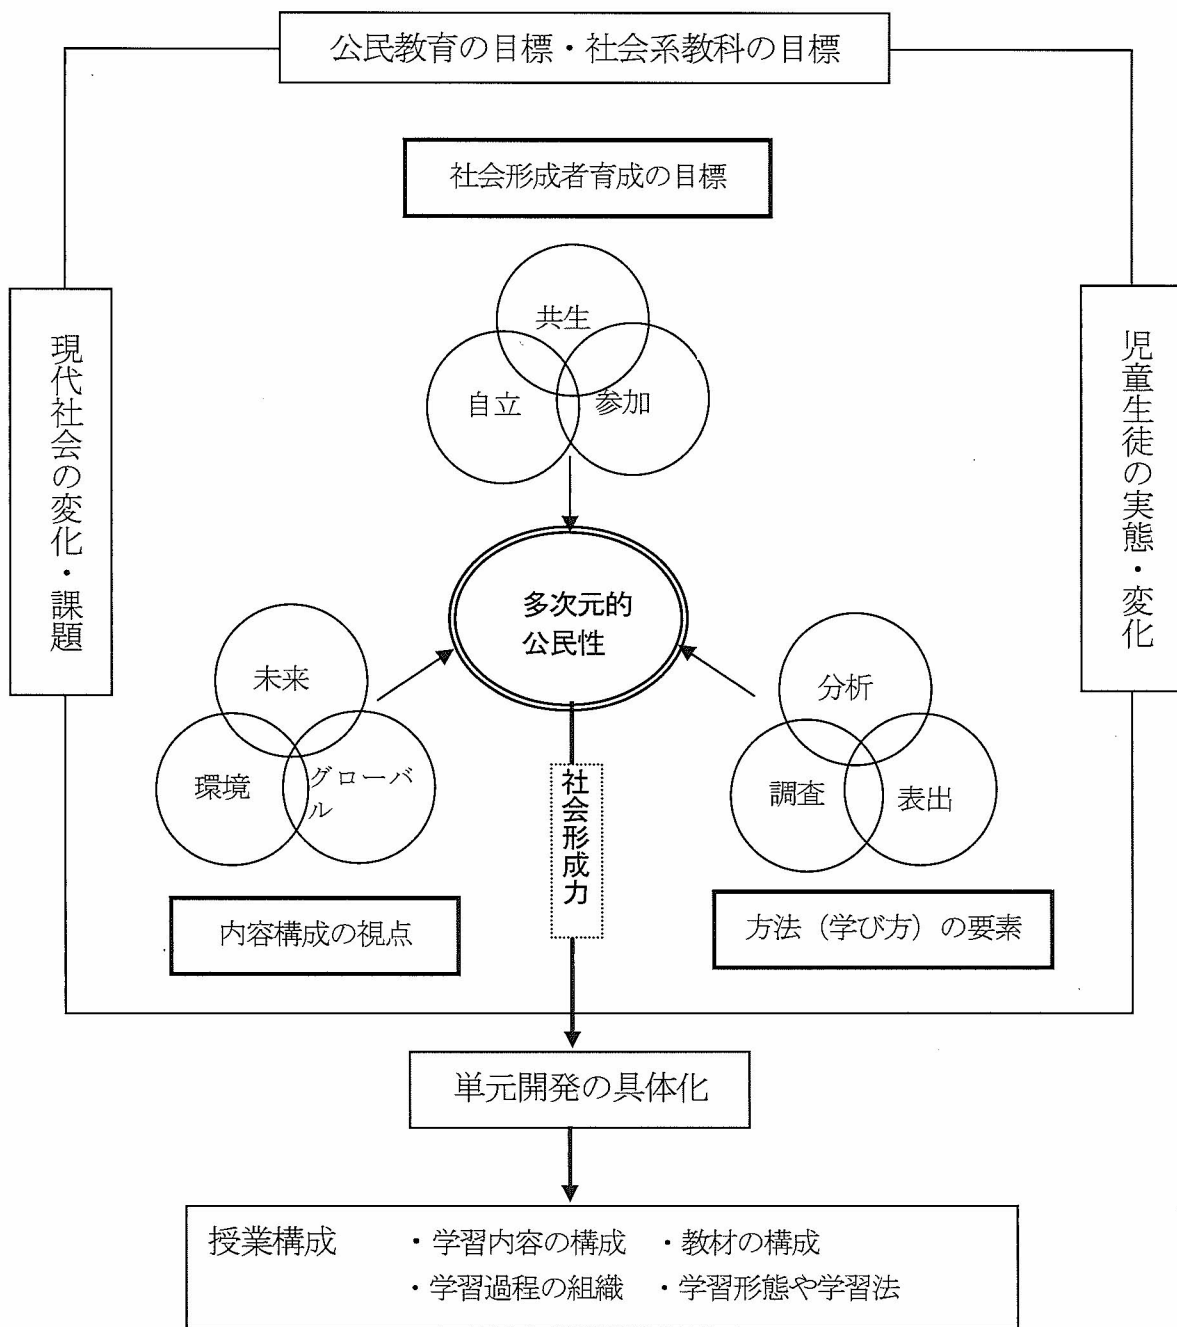 公民教育の目標・社会系教科の目標
社会形成者育成の目標
現代社会の変化・課題
児童生徒の実態・変化
共生
自立
参加
多次元的
公民性
未来
環境
グローバ
ル
分析
調査
表出
社会形成力
内容構成の視点
方法（学び方）の要素
単元開発の具体化
授業構成 ・学習内容の構成 ・教材の構成
・学習過程の組織 ・学習形態や学習法